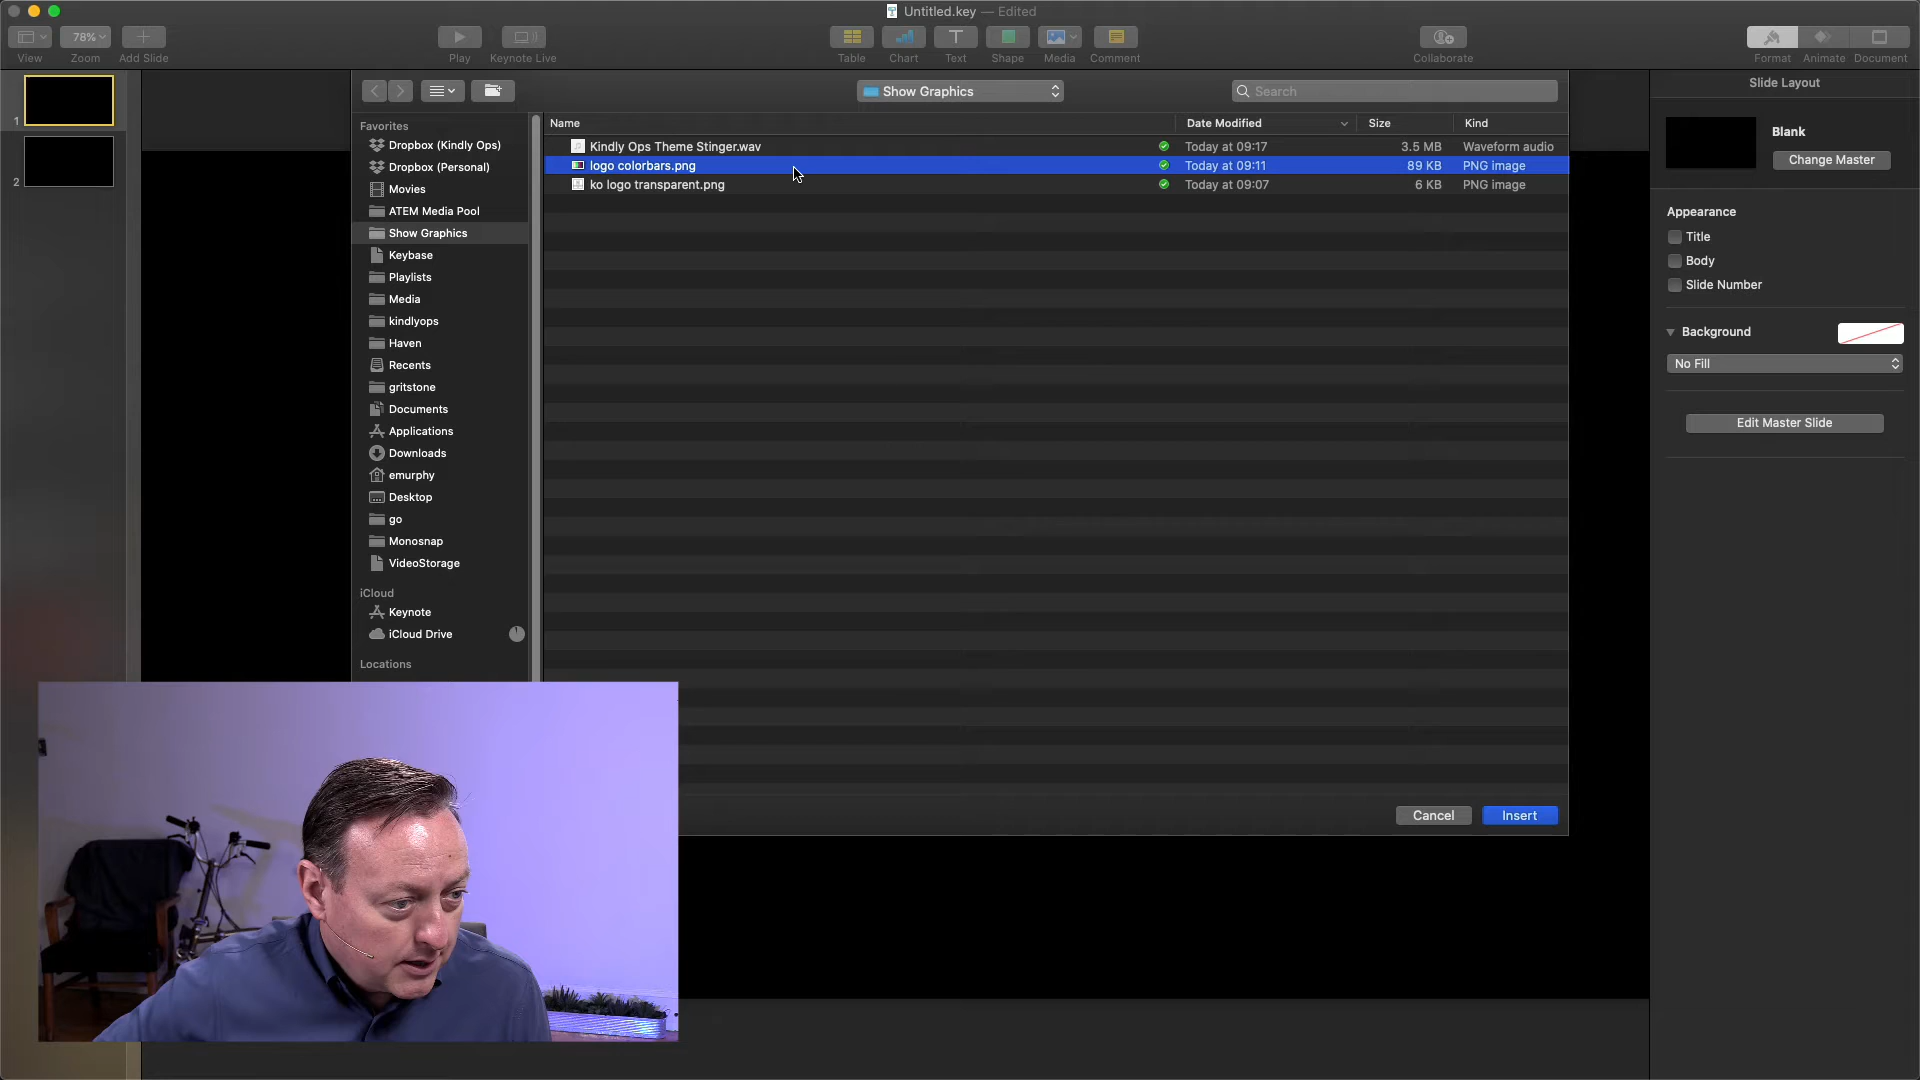 Untitled.key — Edited
78%
View
Zoom
Add Slide
Play
Keynote Live
Table
Chart
Text
Shape
Media
Comment
Collaborate
Format
Animate
Document
1
2
Show Graphics
Search
Favorites
Dropbox (Kindly Ops)
Dropbox (Personal)
Movies
ATEM Media Pool
Show Graphics
Keybase
Playlists
Media
kindlyops
Haven
Recents
gritstone
Documents
Applications
Downloads
emurphy
Desktop
go
Monosnap
VideoStorage
iCloud
Keynote
iCloud Drive
Locations
Name Date Modified Size Kind
Kindly Ops Theme Stinger.wav Today at 09:17 3.5 MB Waveform audio
logo colorbars.png Today at 09:11 89 KB PNG image
ko logo transparent.png Today at 09:07 6 KB PNG image
Cancel
Insert
Slide Layout
Blank
Change Master
Appearance
Title
Body
Slide Number
Background
No Fill
Edit Master Slide